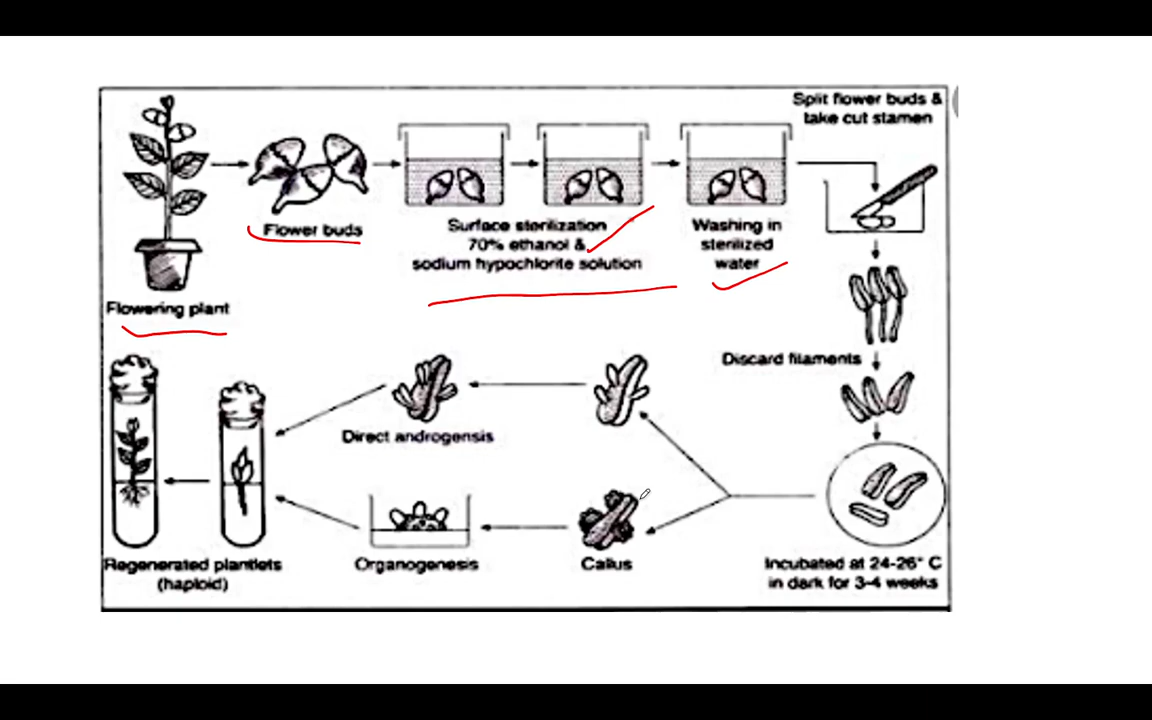 Split flower buds &
take cut stamen
Flower buds
Surface sterilization
70% ethanol &
sodium hypochlorite solution
Washing in
sterilized
water
Flowering plant
Discard filaments
Direct androgensis
Regenerated plantlets
(haploid)
Organogenesis
Callus
Incubated at 24-26° C
in dark for 3-4 weeks